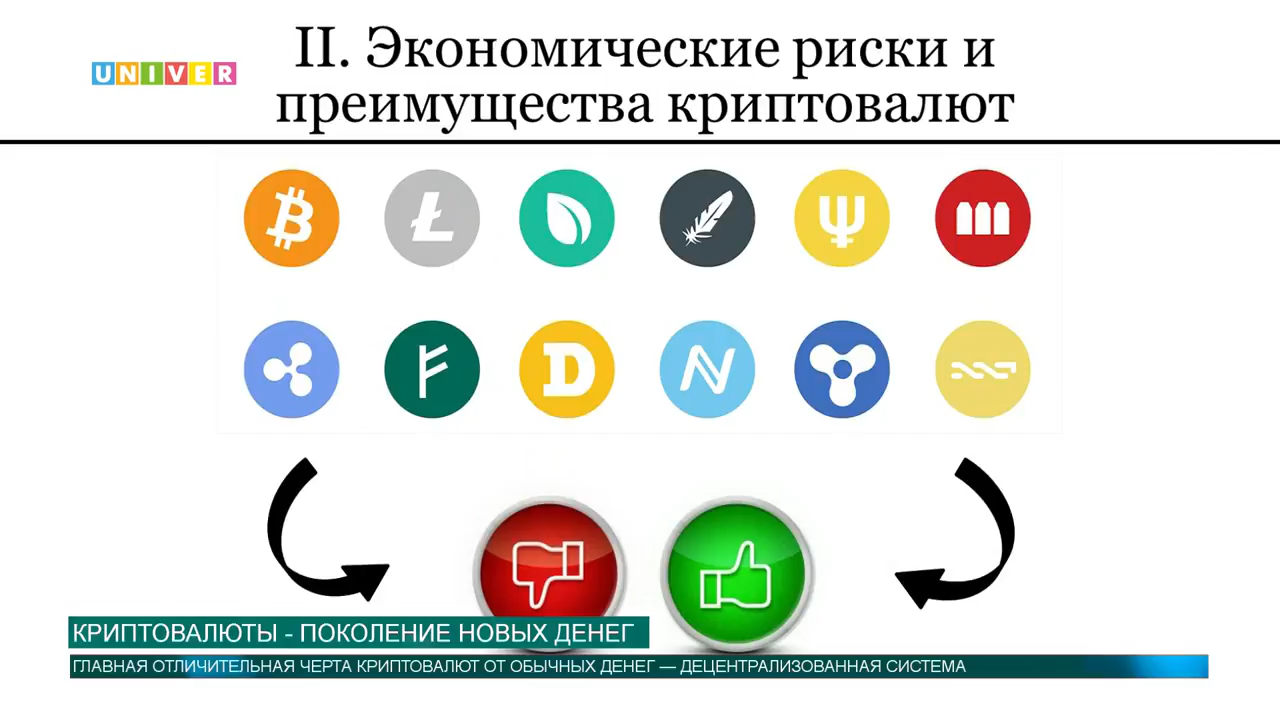 II. Экономические риски и
UNIVER
преимущества криптовалют
КРИПТОВАЛЮТЫ - ПОКОЛЕНИЕ НОВЫХ ДЕНЕГ
ГЛАВНАЯ ОТЛИЧИТЕЛЬНАЯ ЧЕРТА КРИПТОВАЛЮТ ОТ ОБЫЧНЫХ ДЕНЕГ — ДЕЦЕНТРАЛИЗОВАННАЯ СИСТЕМА